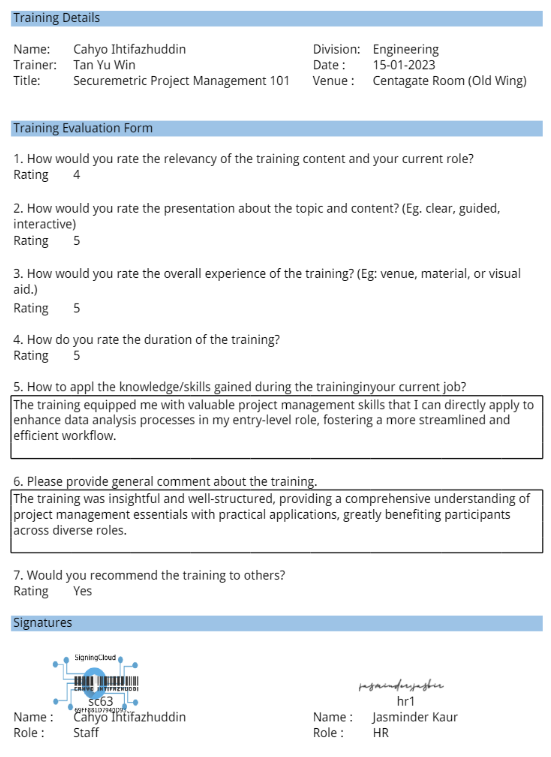 Training Details
Name: Cahyo Ihtifazhuddin Division: Engineering
Trainer: Tan Yu Win Date : 15-01-2023
Title: Securemetric Project Management 101 Venue : Centagate Room (Old Wing)
Training Evaluation Form
1. How would you rate the relevancy of the training content and your current role?
Rating 4
2. How would you rate the presentation about the topic and content? (Eg. clear, guided,
interactive)
Rating 5
3. How would you rate the overall experience of the training? (Eg: venue, material, or visual
aid.)
Rating 5
4. How do you rate the duration of the training?
Rating 5
5. How to appl the knowledge/skills gained during the traininginyour current job?
The training equipped me with valuable project management skills that I can directly apply to
enhance data analysis processes in my entry-level role, fostering a more streamlined and
efficient workflow.
6. Please provide general comment about the training.
The training was insightful and well-structured, providing a comprehensive understanding of
project management essentials with practical applications, greatly benefiting participants
across diverse roles.
7. Would you recommend the training to others?
Rating Yes
Signatures
SigningCloud
CAHYO IHTIFAZHUDDI
sc63 hr1
Name : Cahyo Ihtifazhuddin Name : Jasminder Kaur
Role : Staff Role : HR